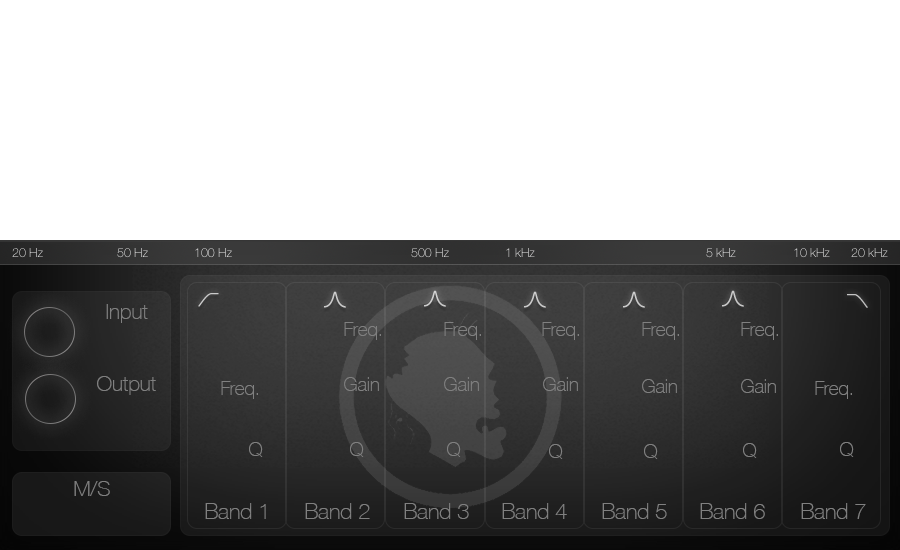 20 Hz 50 Hz 100 Hz 500 Hz 1 kHz 5 kHz 10 kHz 20 kHz
Input
Output
M/S
Freq. Freq. Freq. Freq. Freq.
Gain Gain Gain Gain Gain
Freq. Freq.
Q Q Q Q Q Q Q
Band 1 Band 2 Band 3 Band 4 Band 5 Band 6 Band 7